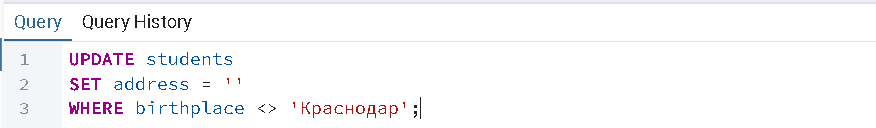 Query Query History
1 UPDATE students
2 SET address = ''
3 WHERE birthplace <> 'Краснодар';